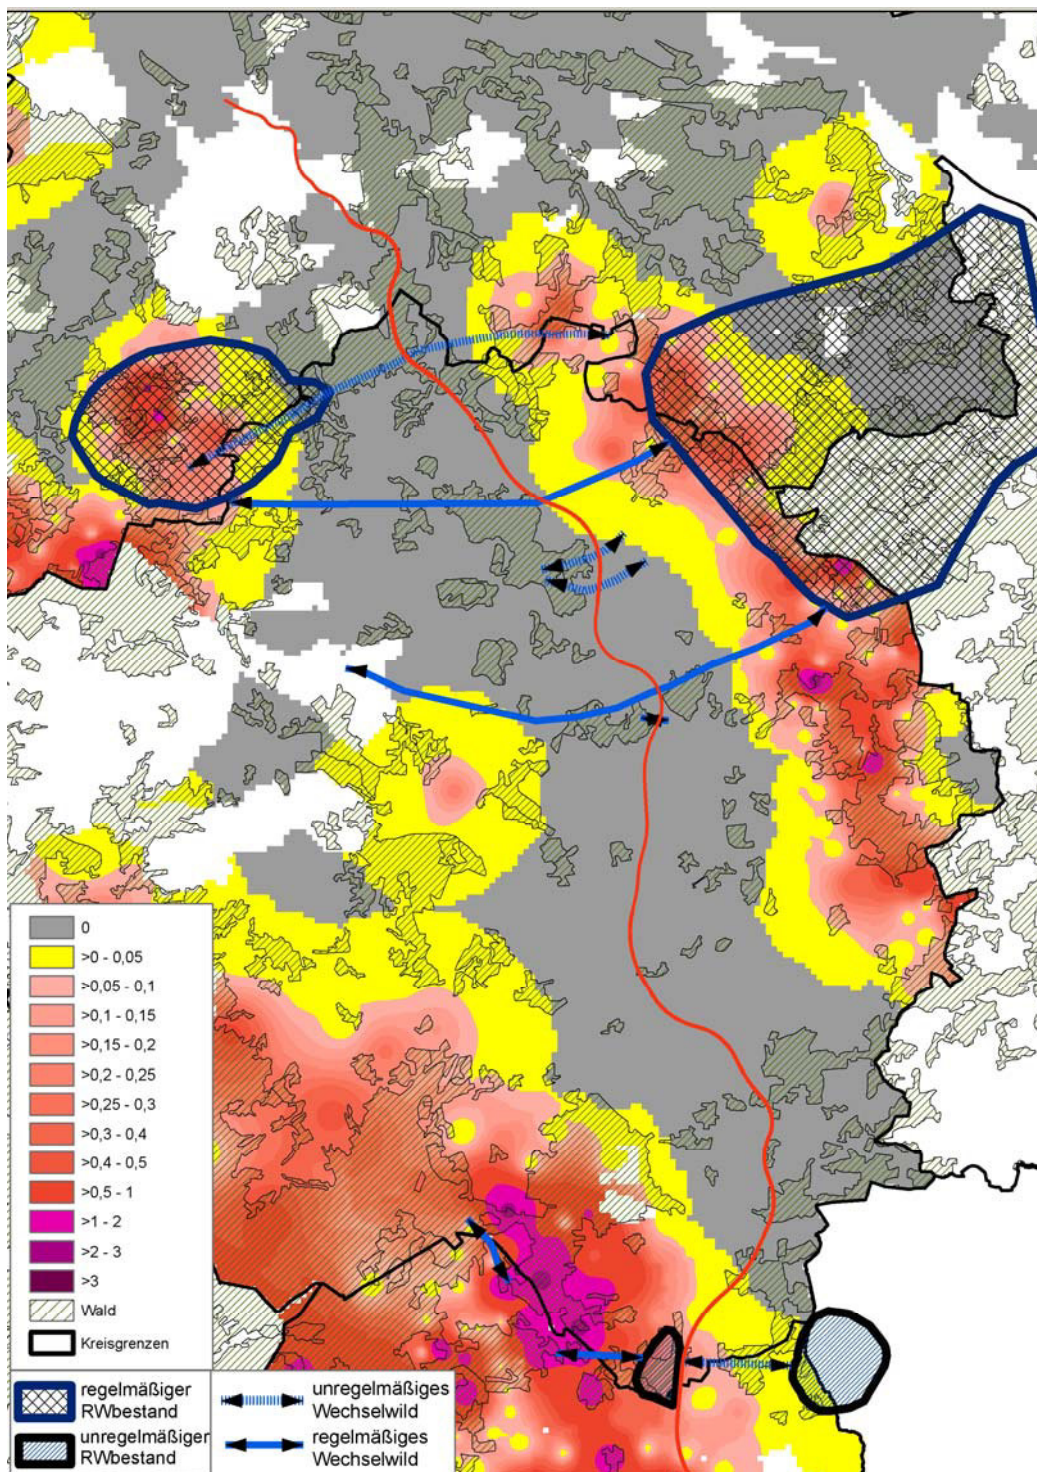 0
>0 - 0,05
>0,05 - 0,1
>0,1 - 0,15
>0,15 - 0,2
>0,2 - 0,25
>0,25 - 0,3
>0,3 - 0,4
>0,4 - 0,5
>0,5 - 1
>1 - 2
>2 - 3
>3
Wald
Kreisgrenzen
regelmäßiger
RWbestand
unregelmäßiger
RWbestand
unregelmäßiges
Wechselwild
regelmäßiges
Wechselwild